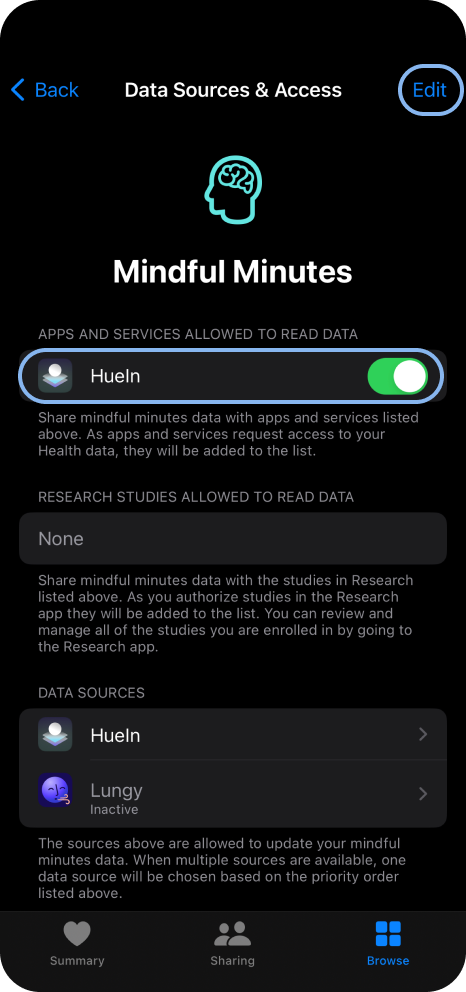 Back
Data Sources & Access
Edit
Mindful Minutes
APPS AND SERVICES ALLOWED TO READ DATA
HueIn
Share mindful minutes data with apps and services listed
above. As apps and services request access to your
Health data, they will be added to the list.
RESEARCH STUDIES ALLOWED TO READ DATA
None
Share mindful minutes data with the studies in Research
listed above. As you authorize studies in the Research
app they will be added to the list. You can review and
manage all of the studies you are enrolled in by going to
the Research app.
DATA SOURCES
HueIn
Lungy
Inactive
The sources above are allowed to update your mindful
minutes data. When multiple sources are available, one
data source will be chosen based on the priority order
listed above.
Summary
Sharing
Browse